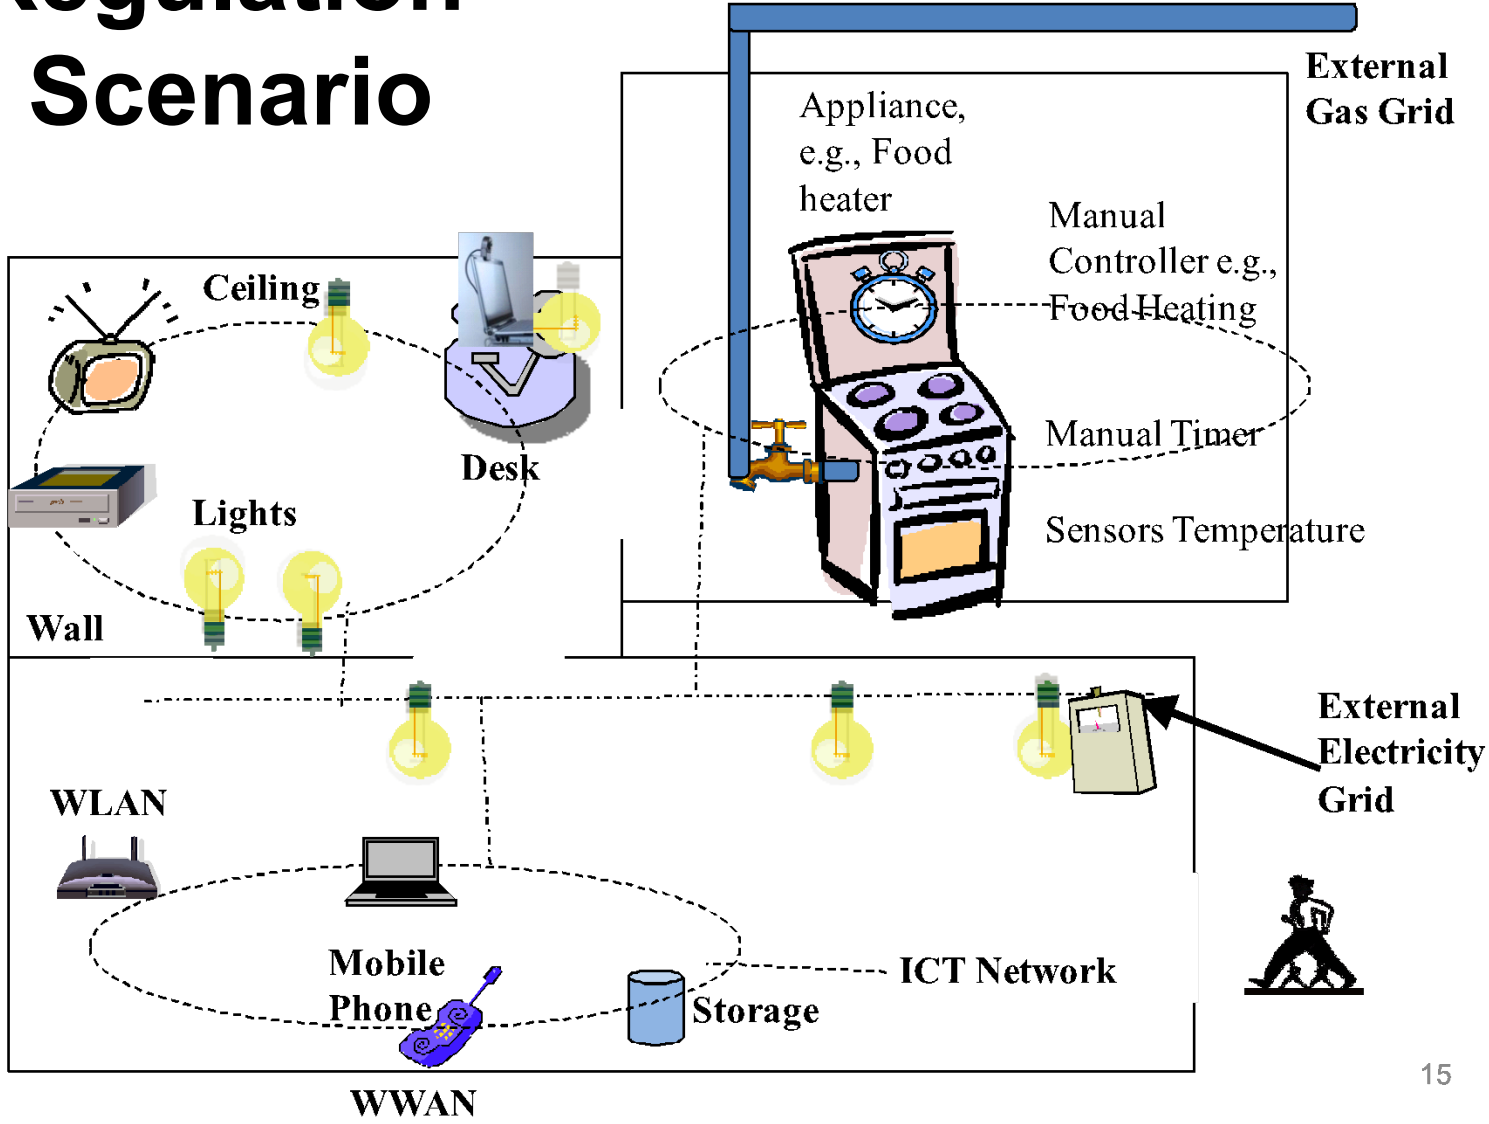 Regulation
Scenario
External
Gas Grid
Appliance,
e.g., Food
heater
Manual
Controller e.g.,
Food Heating
Manual Timer
Sensors Temperature
Ceiling
Desk
Lights
Wall
External
Electricity
Grid
WLAN
Mobile
Phone
Storage
ICT Network
WWAN
15